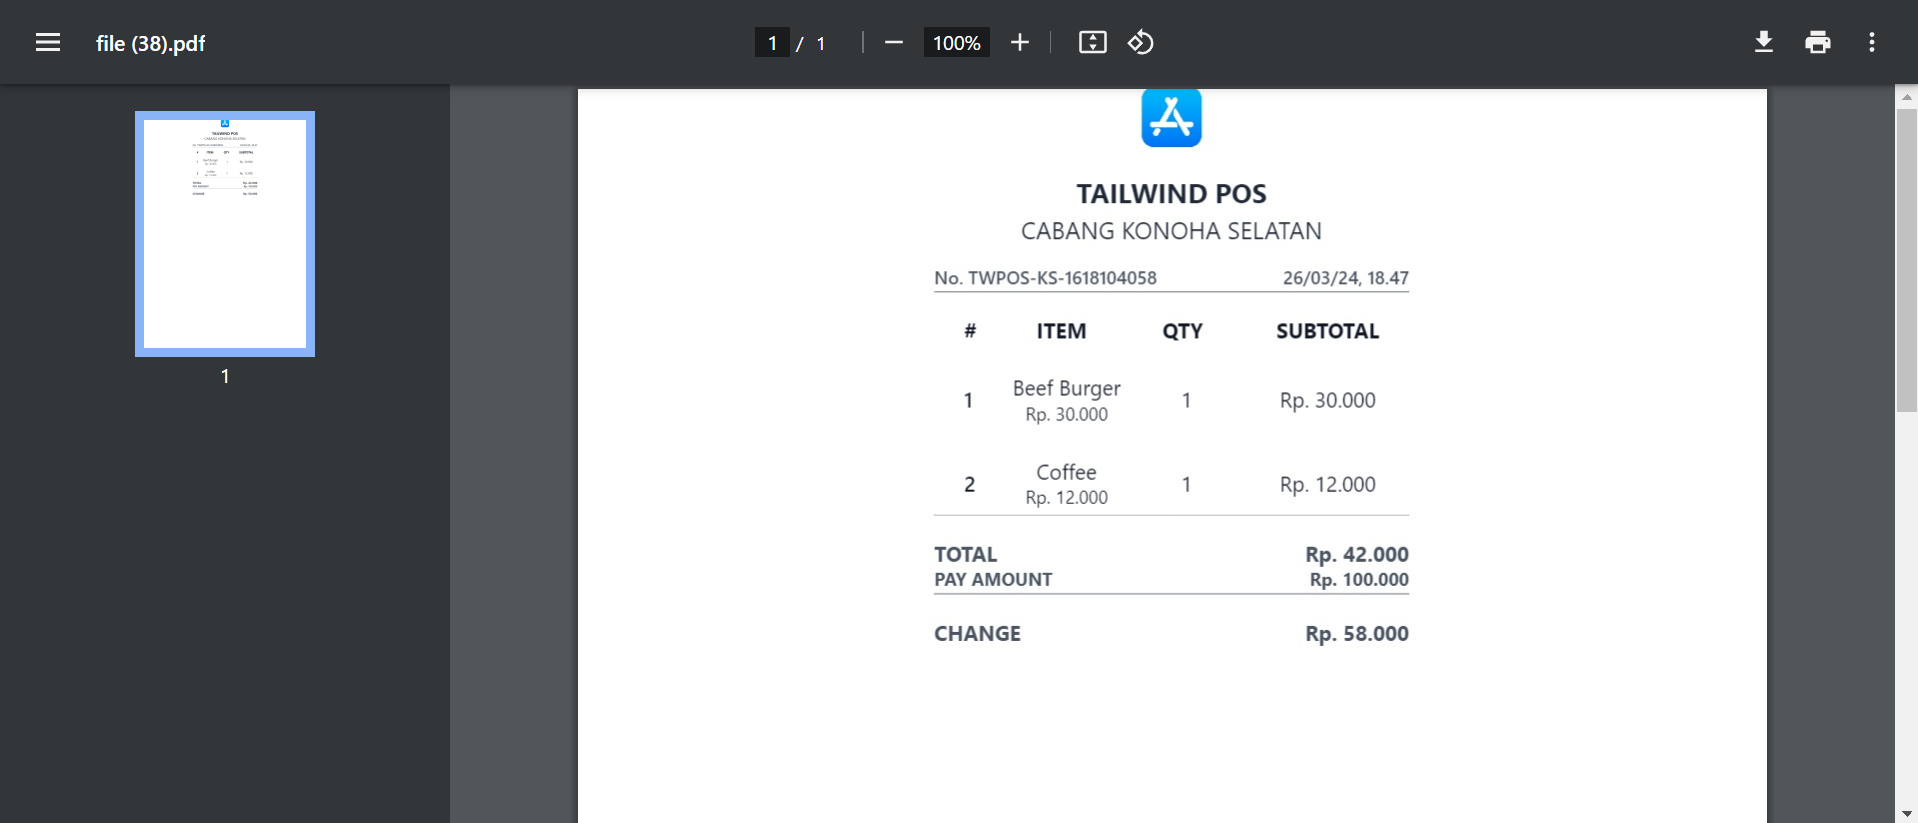 file (38).pdf
1 / 1
100%
TAILWIND POS
CABANG KONOHA SELATAN
No. TWPOS-KS-1618104058 26/03/24, 18.47
# ITEM QTY SUBTOTAL
Beef Burger
1 Rp. 30.000 1 Rp. 30.000
Coffee
2 Rp. 12.000 1 Rp. 12.000
TOTAL Rp. 42.000
PAY AMOUNT Rp. 100.000
CHANGE Rp. 58.000
1